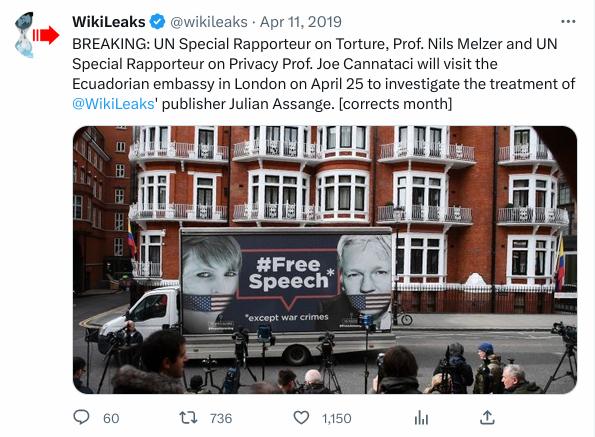 WikiLeaks @wikileaks · Apr 11, 2019
BREAKING: UN Special Rapporteur on Torture, Prof. Nils Melzer and UN
Special Rapporteur on Privacy Prof. Joe Cannataci will visit the
Ecuadorian embassy in London on April 25 to investigate the treatment of
@WikiLeaks' publisher Julian Assange. [corrects month]
#Free
Speech*
*except war crimes
60 736 1,150